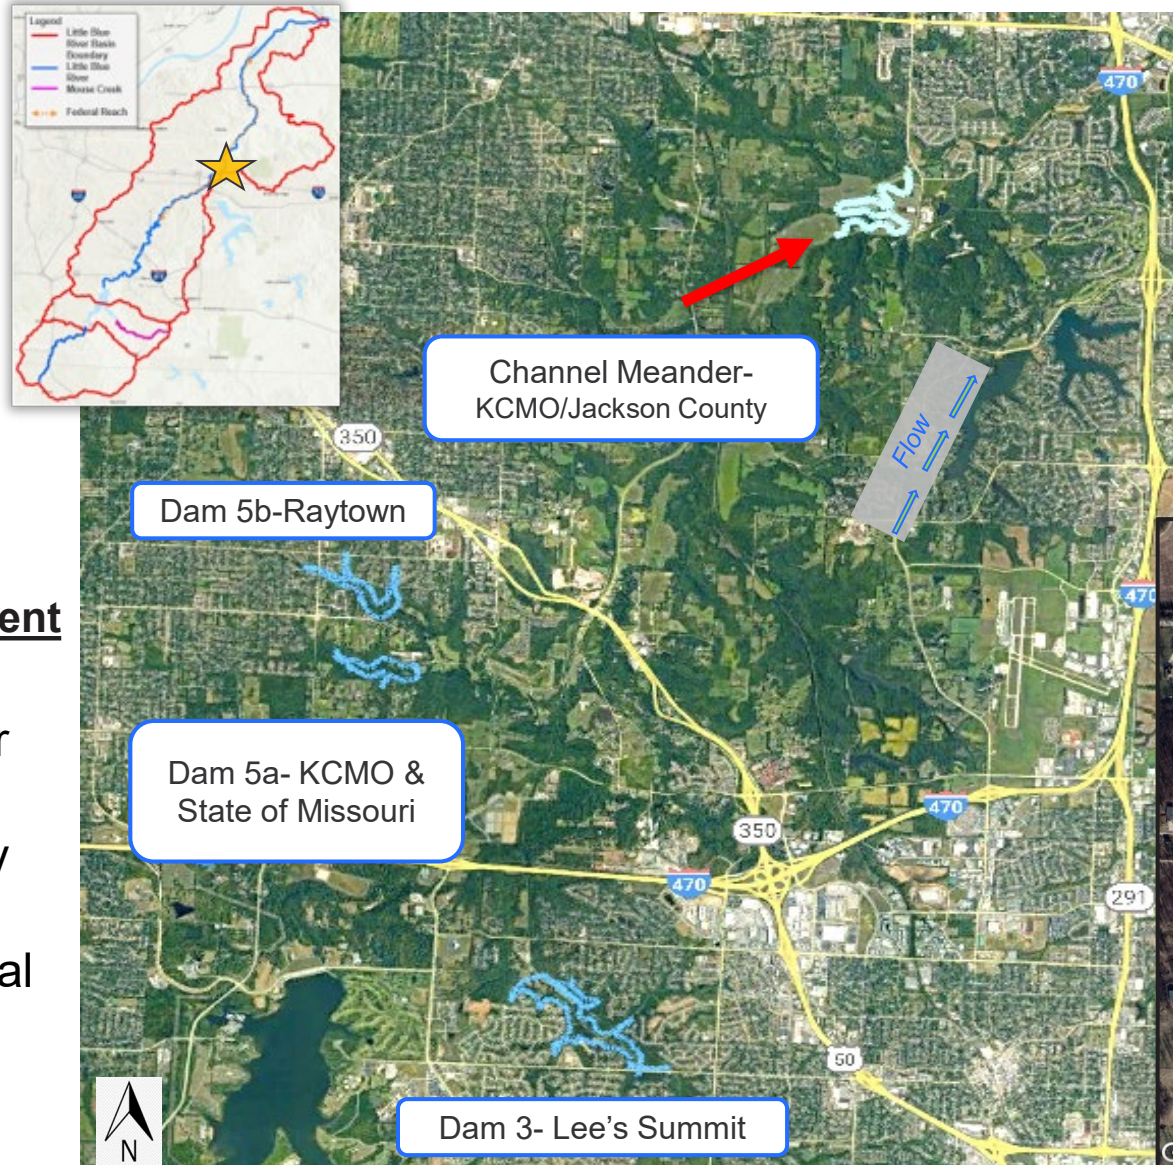 Legend
Little Blue
River Basin
Boundary
Little Blue
River
Mouse Creek
Federal Reach
470
Channel Meander-
KCMO/Jackson County
Flow
350
Dam 5b-Raytown
470
ent
r
Dam 5a- KCMO &
State of Missouri
y
470
350
470
291
al
50
Dam 3- Lee's Summit
N